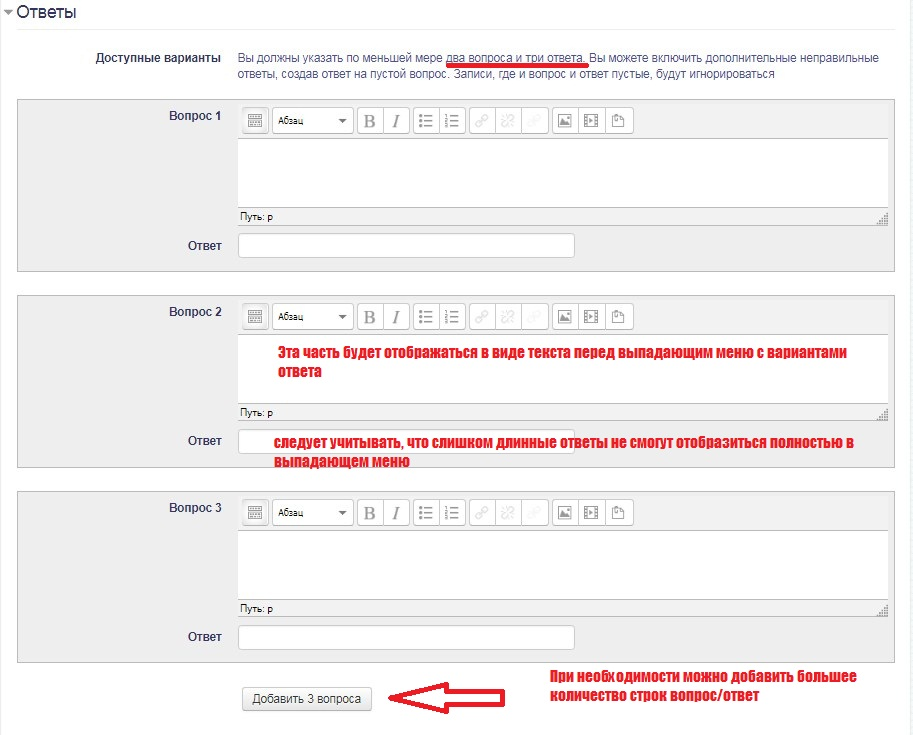 Ответы
Доступные варианты
Вы должны указать по меньшей мере два вопроса и три ответа. Вы можете включить дополнительные неправильные
ответы, создав ответ на пустой вопрос. Записи, где и вопрос и ответ пустые, будут игнорироваться
Вопрос 1
Абзац B I
Путь: p
Ответ
Вопрос 2
Абзац B I
Эта часть будет отображаться в виде текста перед выпадающим меню с вариантами
ответа
Путь: p
Ответ
следует учитывать, что слишком длинные ответы не смогут отобразиться полностью в
выпадающем меню
Вопрос 3
Абзац B I
Путь: p
Ответ
При необходимости можно добавить большее
количество строк вопрос/ответ
Добавить 3 вопроса